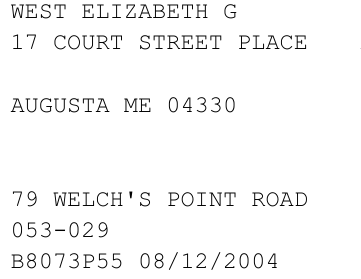 WEST ELIZABETH G
17 COURT STREET PLACE
AUGUSTA ME 04330
79 WELCH'S POINT ROAD
053-029
B8073P55 08/12/2004